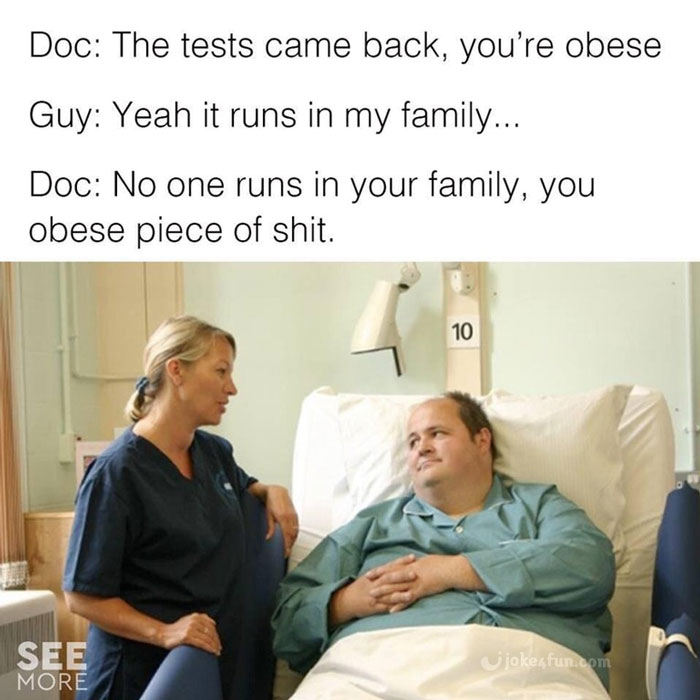 Doc: The tests came back, you're obese
Guy: Yeah it runs in my family...
Doc: No one runs in your family, you
obese piece of shit.
10
SEE
MORE
jokesfun.com